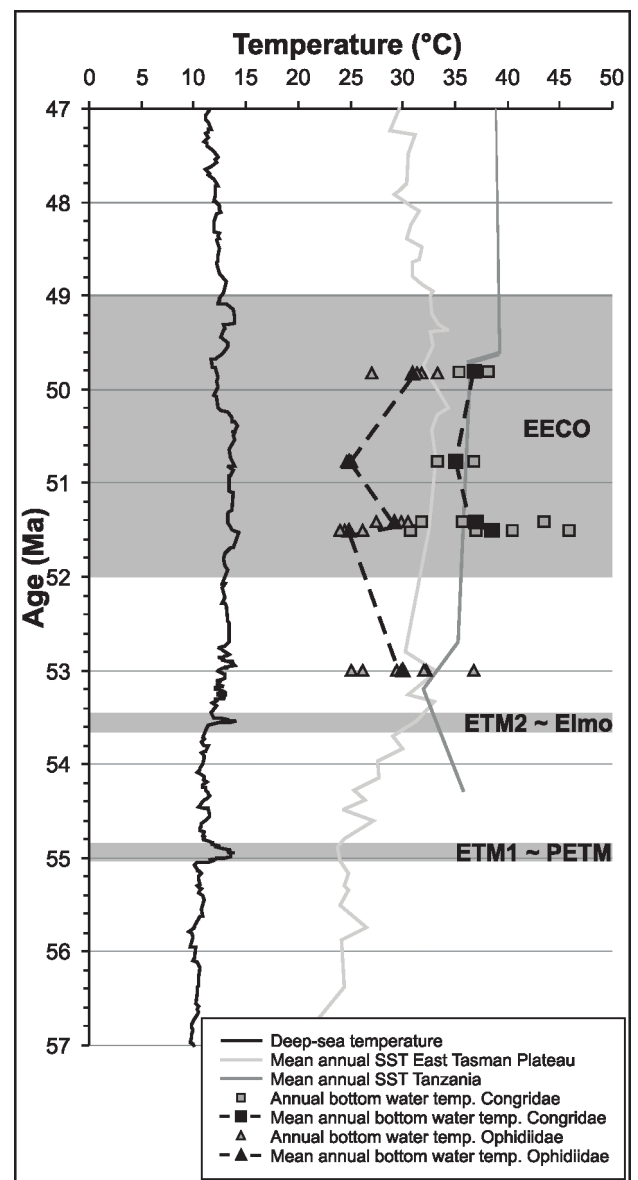 Temperature (°C)
0 5 10 15 20 25 30 35 40 45 50
Age (Ma)
47
48
49
50
EECO
51
52
53
ETM2 ~ Elmo
54
ETM1 ~ PETM
55
56
57
Deep-sea temperature
Mean annual SST East Tasman Plateau
Mean annual SST Tanzania
Annual bottom water temp. Congridae
Mean annual bottom water temp. Congridae
Annual bottom water temp. Ophidiidae
Mean annual bottom water temp. Ophidiidae